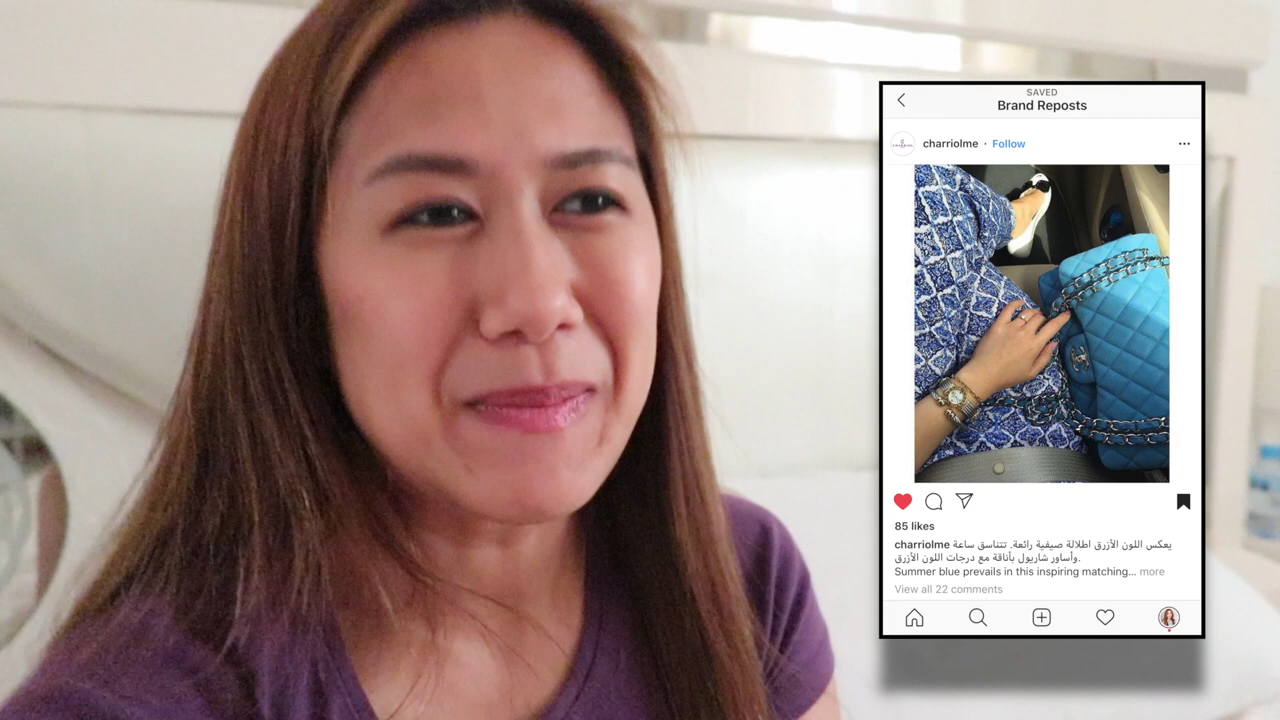 SAVED
Brand Reposts
charriolme · Follow
85 likes
charriolme يعكس اللون الأزرق اطلالة صيفية رائعة. تتناسق ساعة
وأساور شاريول بأناقة مع درجات اللون الأزرق.
Summer blue prevails in this inspiring matching... more
View all 22 comments